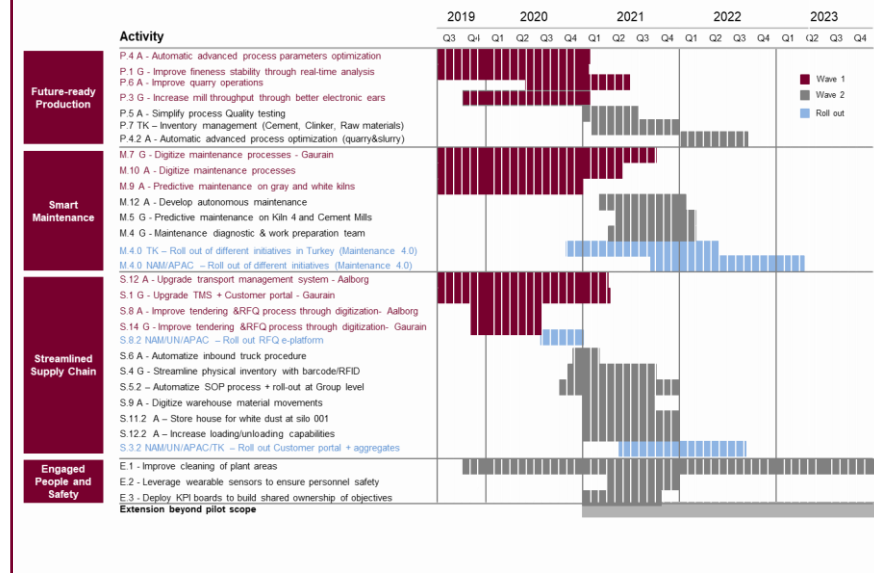 2019 2020 2021 2022 2023
Activity
Q3 Q4 Q1 Q2 Q3 Q4 Q1 Q2 Q3 Q4 Q1 Q2 Q3 Q4 Q1 Q2 Q3 Q4
Future-ready
Production
P.4 A - Automatic advanced process parameters optimization
P.1 G - Improve fineness stability through real-time analysis
P.6 A - Improve quarry operations
P.3 G - Increase mill throughput through better electronic ears
P.5 A – Simplify process Quality testing
P.7 TK – Inventory management (Cement, Clinker, Raw materials)
P.4.2 A - Automatic advanced process optimization (quarry&slurry)
Wave 1
Wave 2
Roll out
Smart
Maintenance
M.7 G - Digitize maintenance processes - Gaurain
M.10 A - Digitize maintenance processes
M.9 A – Predictive maintenance on gray and white kilns
M.12 A – Develop autonomous maintenance
M.5 G - Predictive maintenance on Kiln 4 and Cement Mills
M.4 G - Maintenance diagnostic & work preparation team
M.4.0 TK – Roll out of different initiatives in Turkey (Maintenance 4.0)
M.4.0 NAM/APAC – Roll out of different initiatives (Maintenance 4.0)
Streamlined
Supply Chain
S.12 A - Upgrade transport management system - Aalborg
S.1 G - Upgrade TMS + Customer portal - Gaurain
S.8 A - Improve tendering &RFQ process through digitization- Aalborg
S.14 G - Improve tendering &RFQ process through digitization- Gaurain
S.8.2 NAM/UN/APAC – Roll out RFQ e-platform
S.6 A - Automatize inbound truck procedure
S.4 G - Streamline physical inventory with barcode/RFID
S.5.2 – Automatize SOP process + roll-out at Group level
S.9 A - Digitize warehouse material movements
S.11.2 A – Store house for white dust at silo 001
S.12.2 A – Increase loading/unloading capabilities
S.3.2 NAM/UN/APAC/TK – Roll out Customer portal + aggregates
Engaged
People and
Safety
E.1 - Improve cleaning of plant areas
E.2 - Leverage wearable sensors to ensure personnel safety
E.3 - Deploy KPI boards to build shared ownership of objectives
Extension beyond pilot scope